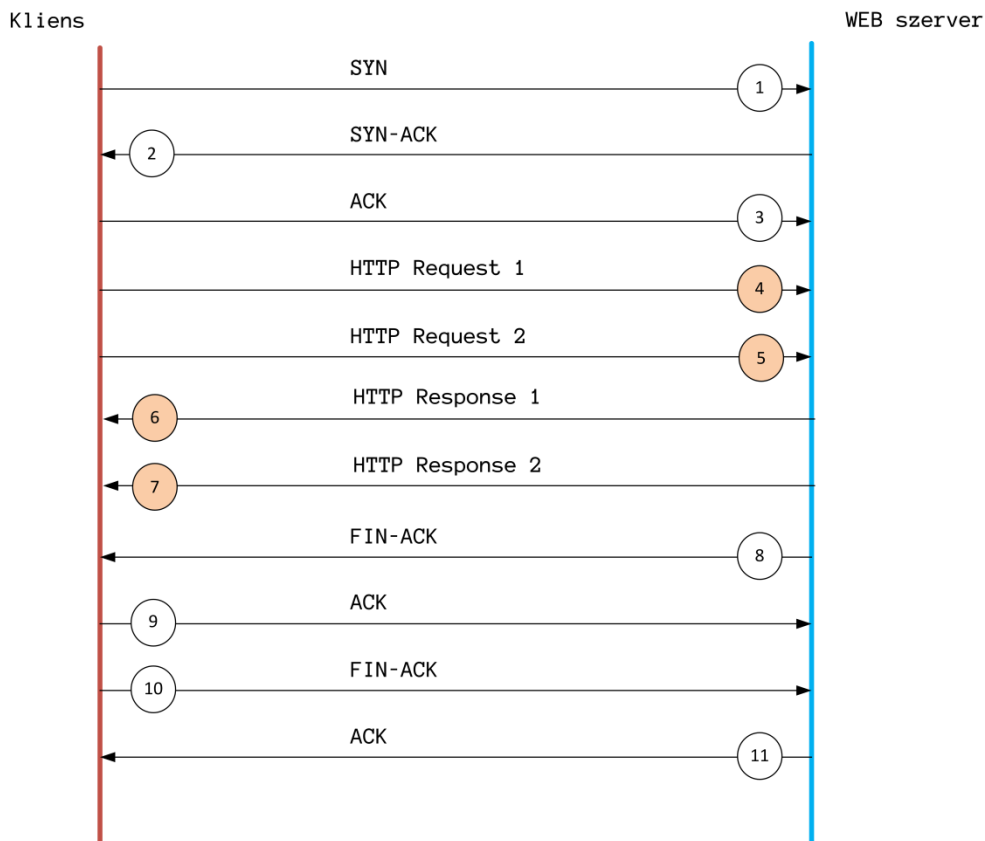 Kliens
WEB szerver
SYN
1
SYN-ACK
2
ACK
3
HTTP Request 1
4
HTTP Request 2
5
HTTP Response 1
6
HTTP Response 2
7
FIN-ACK
8
ACK
9
FIN-ACK
10
ACK
11